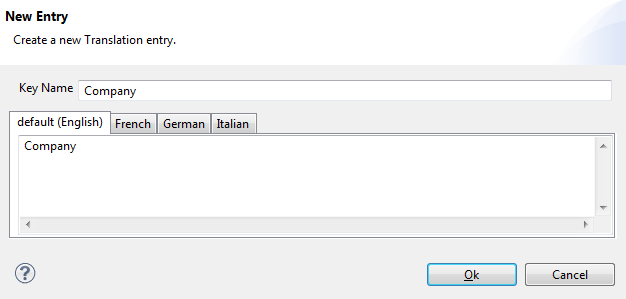 New Entry
Create a new Translation entry.
Key Name Company
default (English) French German Italian
Company
?
Ok Cancel